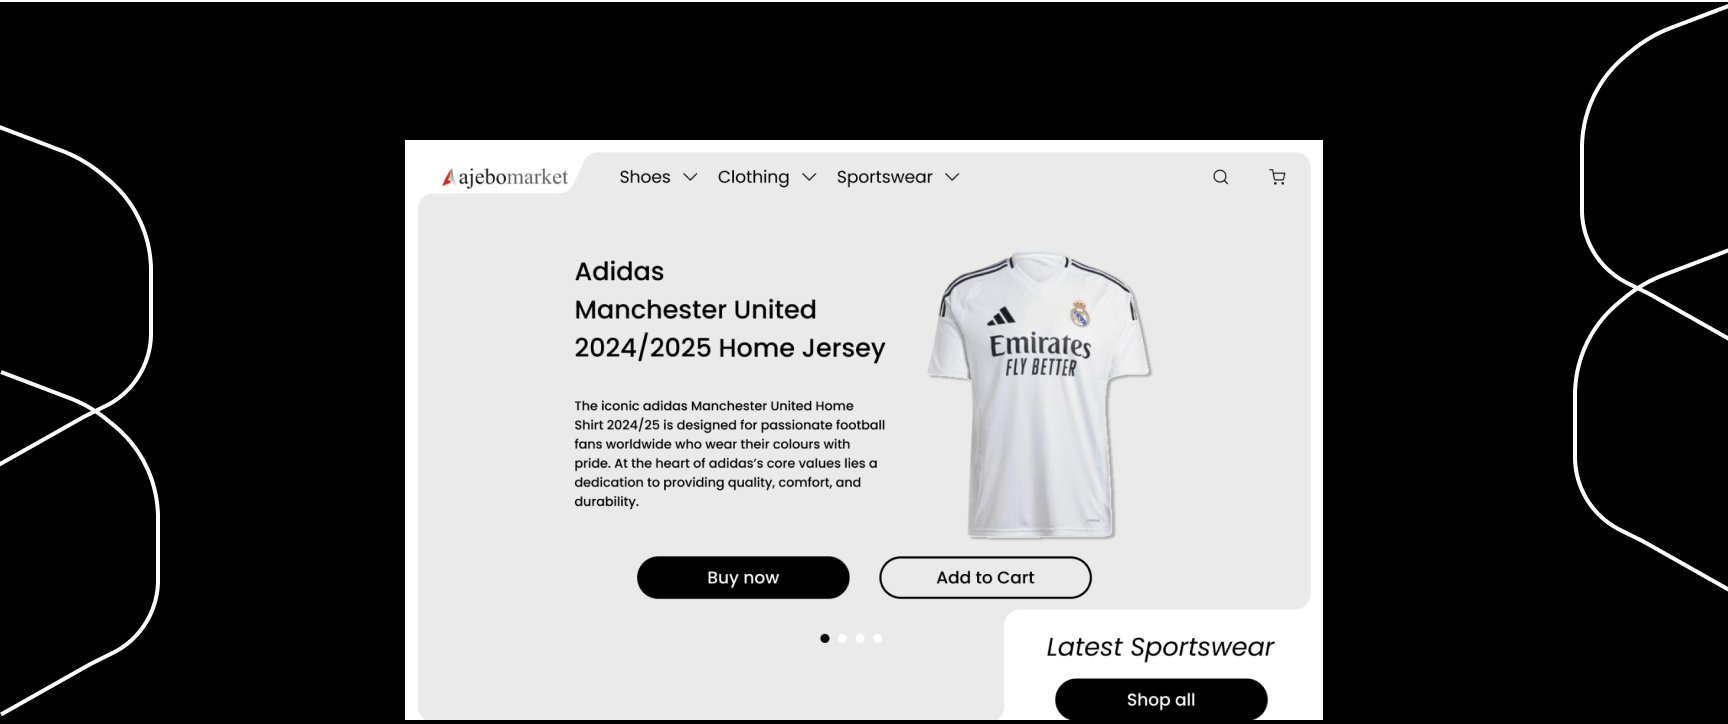 ajebomarket
Shoes
Clothing
Sportswear
Adidas
Manchester United
2024/2025 Home Jersey
Emirates
FLY BETTER
The iconic adidas Manchester United Home
Shirt 2024/25 is designed for passionate football
fans worldwide who wear their colours with
pride. At the heart of adidas’s core values lies a
dedication to providing quality, comfort, and
durability.
Buy now
Add to Cart
Latest Sportswear
Shop all